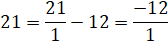 21 = 21/1 - 12 = -12/1